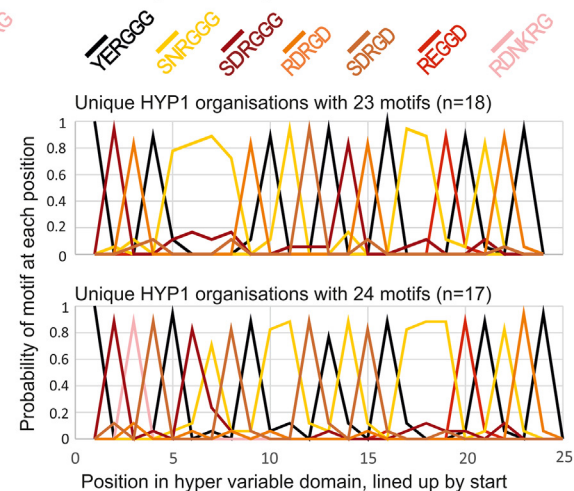 YERGGG SNRGGG SDRGGG RDRGD SDRGD REGGD RDNKRG
Unique HYP1 organisations with 23 motifs (n=18)
1
0.8
0.6
0.4
0.2
0
Unique HYP1 organisations with 24 motifs (n=17)
1
0.8
0.6
0.4
0.2
0
0 5 10 15 20 25
Probability of motif at each position
Position in hyper variable domain, lined up by start